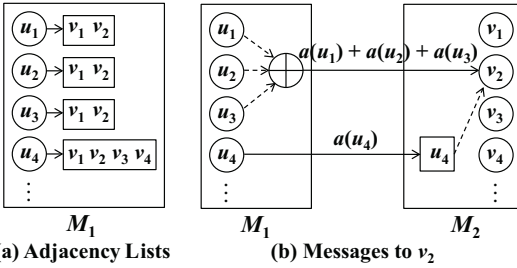 u1 v1 v2
u2 v1 v2
u3 v1 v2
u4 v1 v2 v3 v4
⋮
M1
(a) Adjacency Lists
u1
u2
u3
u4
⋮
M1
a(u1) + a(u2) + a(u3)
a(u4)
u4
v1
v2
v3
v4
⋮
M2
(b) Messages to v2